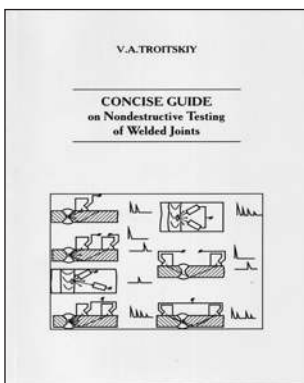 V.A.TROITSKIY
CONCISE GUIDE
on Nondestructive Testing
of Welded Joints